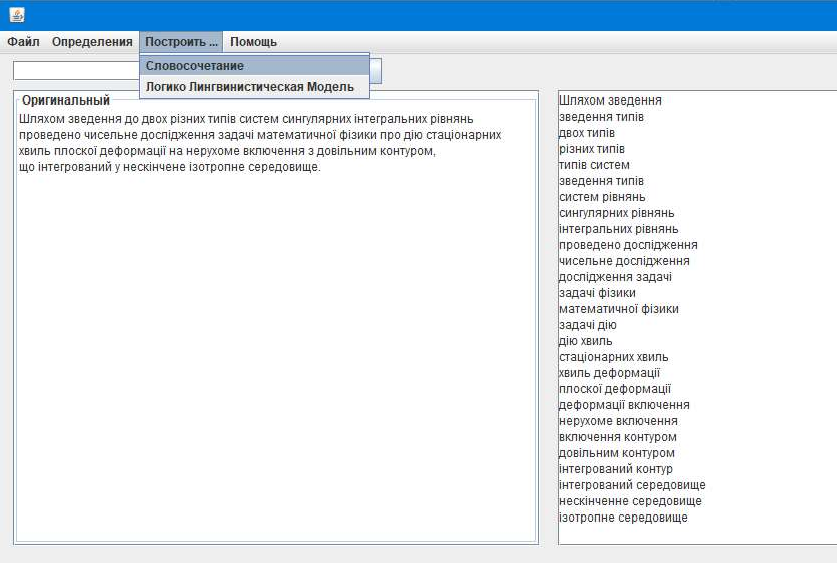 Файл Определения Построить ... Помощь
Словосочетание
Логико Лингвинистическая Модель
Оригинальный
Шляхом зведення до двох різних типів систем сингулярних інтегральних рівнянь
проведено чисельне дослідження задачі математичної фізики про дію стаціонарних
хвиль плоскої деформації на нерухоме включення з довільним контуром,
що інтегрований у нескінчене ізотропне середовище.
Шляхом зведення
зведення типів
двох типів
різних типів
типів систем
зведення типів
систем рівнянь
сингулярних рівнянь
інтегральних рівнянь
проведено дослідження
чисельне дослідження
дослідження задачі
задачі фізики
математичної фізики
задачі дію
дію хвиль
стаціонарних хвиль
хвиль деформації
плоскої деформації
деформації включення
нерухоме включення
включення контуром
довільним контуром
інтегрований контур
інтегрований середовище
нескінченне середовище
ізотропне середовище